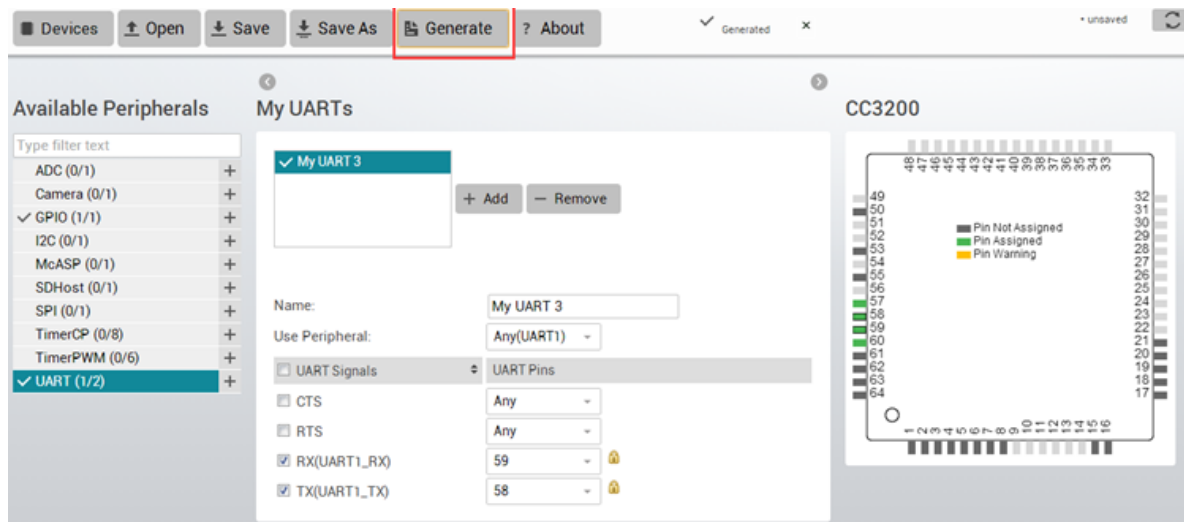 Devices Open Save Save As Generate ? About Generated × • unsaved
Available Peripherals
Type filter text
ADC (0/1) +
Camera (0/1) +
GPIO (1/1) +
I2C (0/1) +
McASP (0/1) +
SDHost (0/1) +
SPI (0/1) +
TimerCP (0/8) +
TimerPWM (0/6) +
UART (1/2) +
My UARTs
My UART 3
+ Add − Remove
Name: My UART 3
Use Peripheral: Any(UART1)
UART Signals UART Pins
CTS Any
RTS Any
RX(UART1_RX) 59
TX(UART1_TX) 58
CC3200
48 47 46 45 44 43 42 41 40 39 38 37 36 35 34 33
49 32
50 31
51 30
52 29
53 28
54 27
55 26
56 25
57 24
58 23
59 22
60 21
61 20
62 19
63 18
64 17
Pin Not Assigned
Pin Assigned
Pin Warning
1 2 3 4 5 6 7 8 9 10 11 12 13 14 15 16